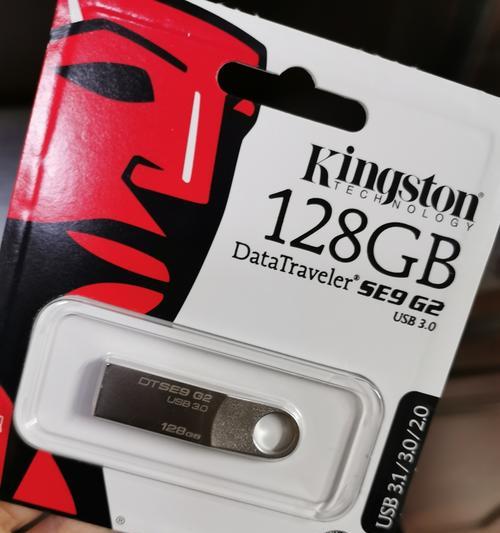 Kingston®
TECHNOLOGY
128GB
DataTraveler® SE9 G2
USB 3.0
DTSE9 G2
USB 3.0
128GB
USB 3.1/3.0/2.0
®